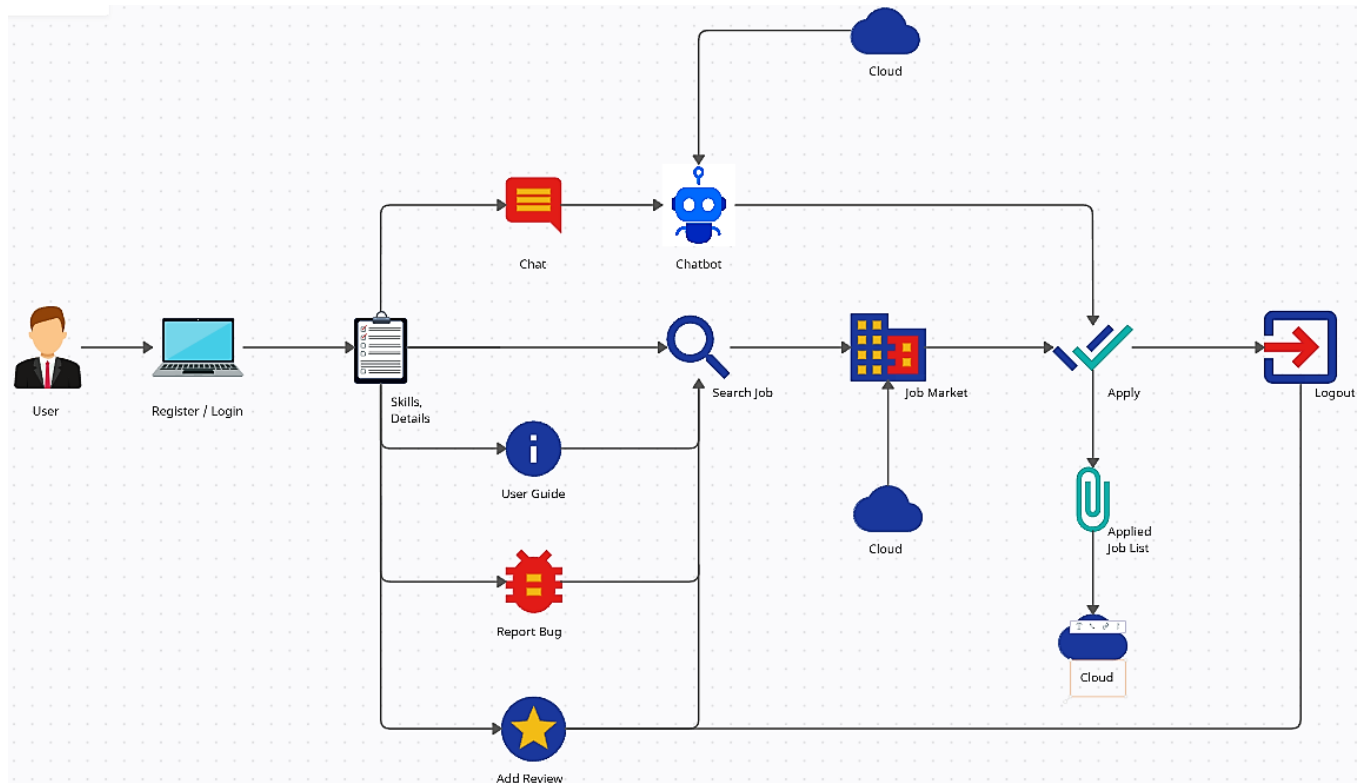 Cloud
Chat
Chatbot
User
Register / Login
Skills,
Details
Search Job
Job Market
Apply
Logout
User Guide
Cloud
Applied
Job List
Report Bug
Cloud
Add Review